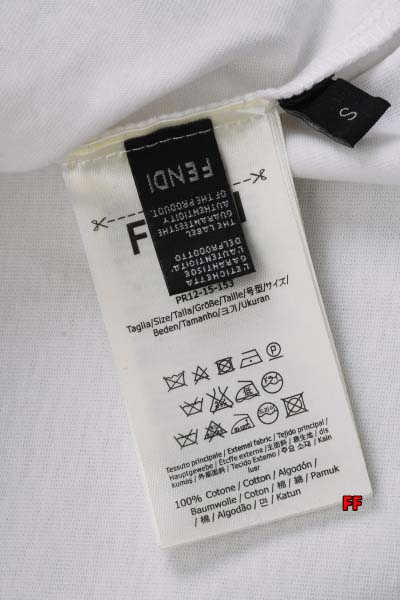 S
FENDI
L'ETICHETTA
GARANTISCE
L'AUTENTICITÀ
DEL PRODOTTO
THE LABEL
GUARANTEES THE
AUTHENTICITY
OF THE PRODUCT.
F
PR12-15-153
Taglia/Size/Talla/Größe/Taille/号型/サイズ/
Beden/Tamanho/크기/Ukuran
Tessuto principale / External fabric / Tejido principal /
Hauptgewebe / Étcffe externe /主面料 / 表生地 / dis
kumaş / 外部面料 / Tecido Externo / 주요 소재 / Kain
luar
100% Cotone / Cotton / Algodón /
Baumwolle / Coton / 棉 / 綿 / Pamuk
/ 棉 / Algodão / 면 / Katun
FF